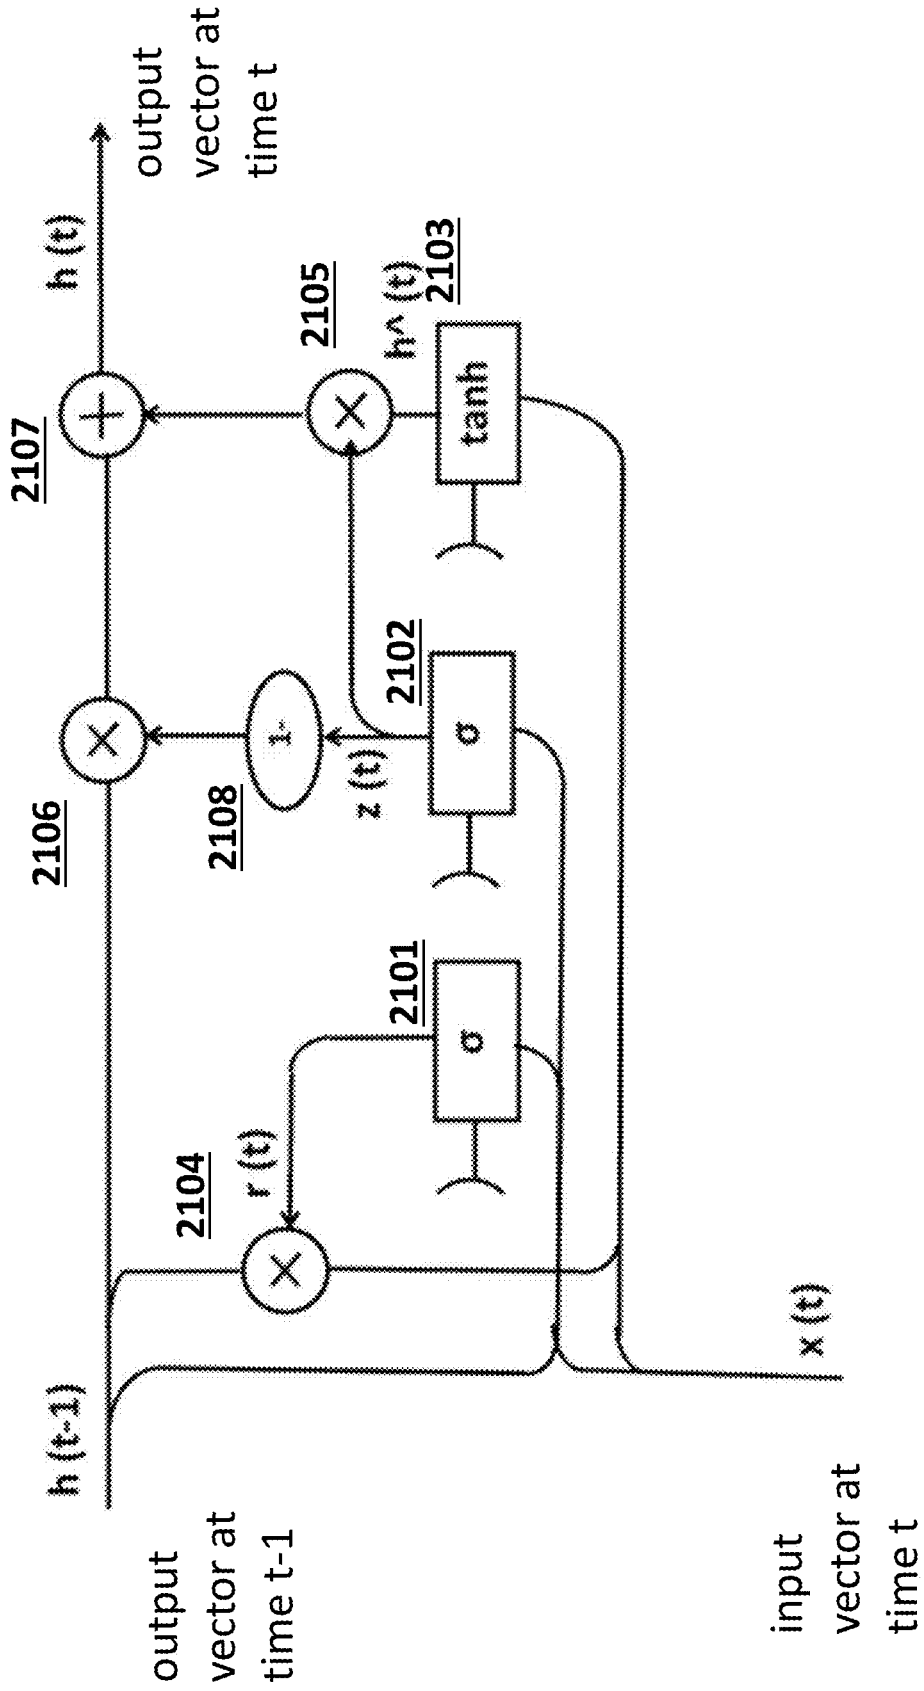 h (t-1)
output
vector at
time t-1
2106
2107
h (t)
output
vector at
time t
×
+
2104
×
r (t)
2108
1-
z (t)
2105
×
h^ (t)
2101
σ
2102
σ
2103
tanh
x (t)
input
vector at
time t